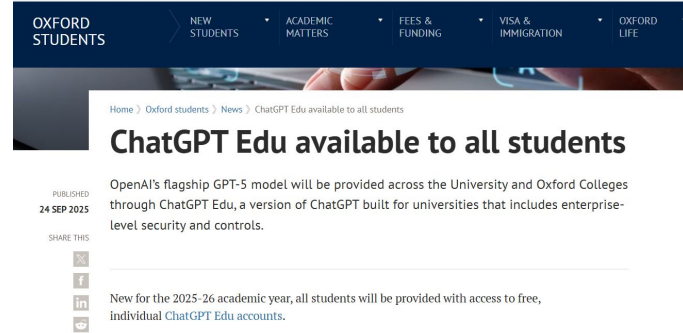 OXFORD
STUDENTS
NEW
STUDENTS
ACADEMIC
MATTERS
FEES &
FUNDING
VISA &
IMMIGRATION
OXFORD
LIFE
Home 〉 Oxford students 〉 News 〉 ChatGPT Edu available to all students
ChatGPT Edu available to all students
PUBLISHED
24 SEP 2025
SHARE THIS
OpenAI's flagship GPT-5 model will be provided across the University and Oxford Colleges
through ChatGPT Edu, a version of ChatGPT built for universities that includes enterprise-
level security and controls.
New for the 2025-26 academic year, all students will be provided with access to free,
individual ChatGPT Edu accounts.